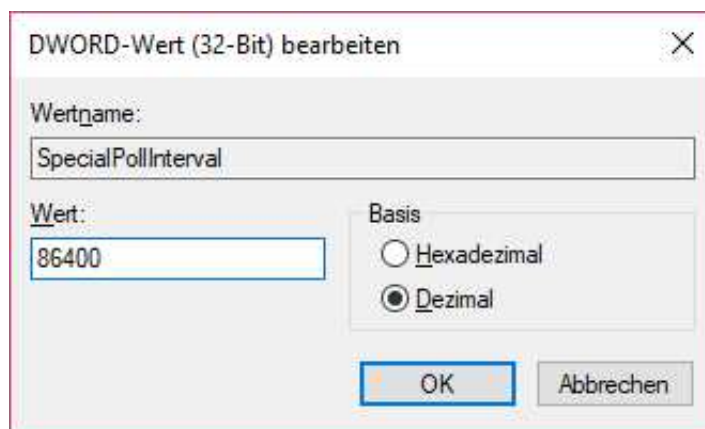 DWORD-Wert (32-Bit) bearbeiten
Wertname:
SpecialPollInterval
Wert:
86400
Basis
Hexadezimal
Dezimal
OK
Abbrechen